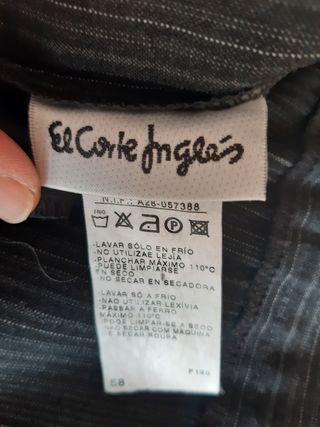 El Corte Inglés
N.I.F.: A28-057388
FRIO
P
-LAVAR SÓLO EN FRÍO
-NO UTILIZAR LEJÍA
-PLANCHAR MÁXIMO 110°C
-PUEDE LIMPIARSE
EN SECO
-NO SECAR EN SECADORA
-LAVAR SÓ A FRIO
-NÃO UTILIZAR LEXÍVIA
-PASSAR A FERRO
MÁXIMO 110°C
-PODE LIMPAR-SE A SECO
-NÃO SECAR COM MÁQUINA
DE SECAR ROUPA
68